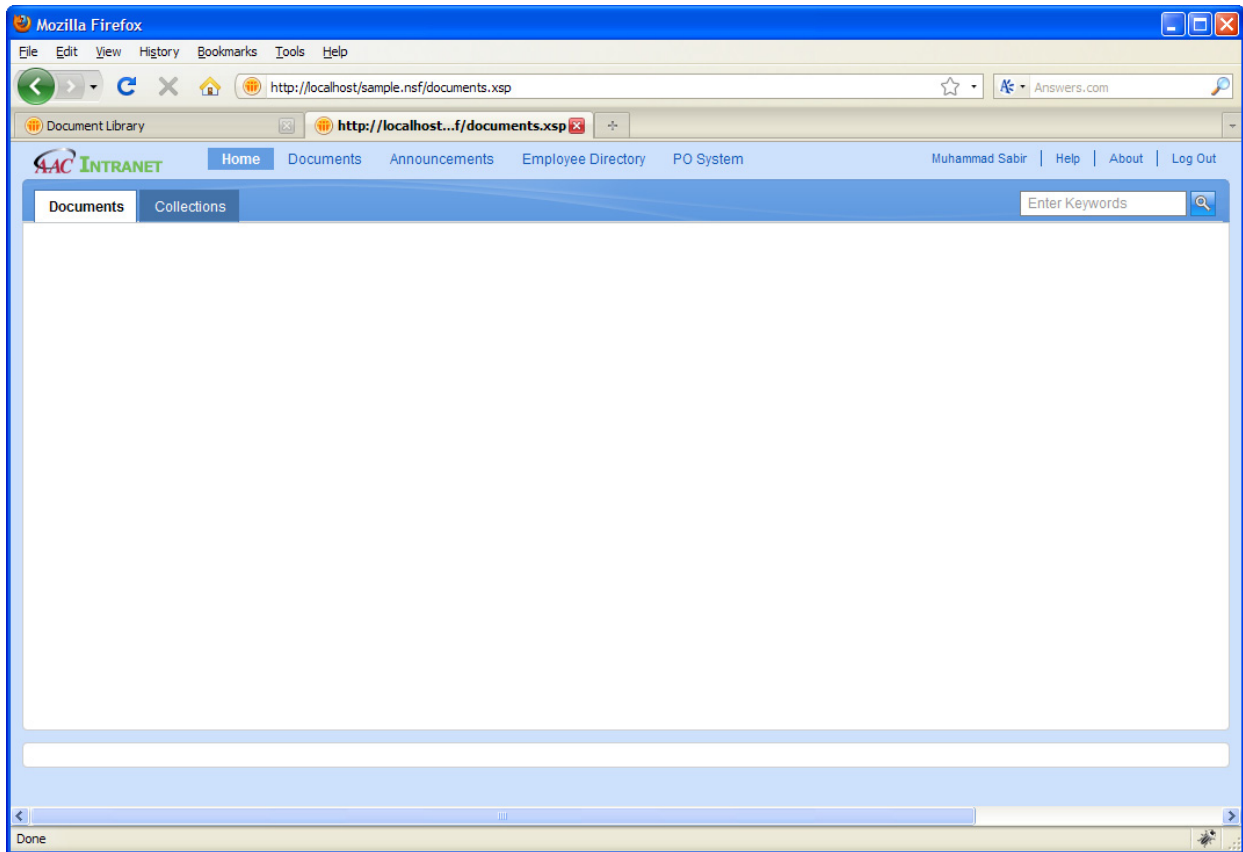 Mozilla Firefox
File Edit View History Bookmarks Tools Help
http://localhost/sample.nsf/documents.xsp Answers.com
Document Library http://localhost...f/documents.xsp
AAC INTRANET Home Documents Announcements Employee Directory PO System Muhammad Sabir | Help | About | Log Out
Documents Collections Enter Keywords
Done